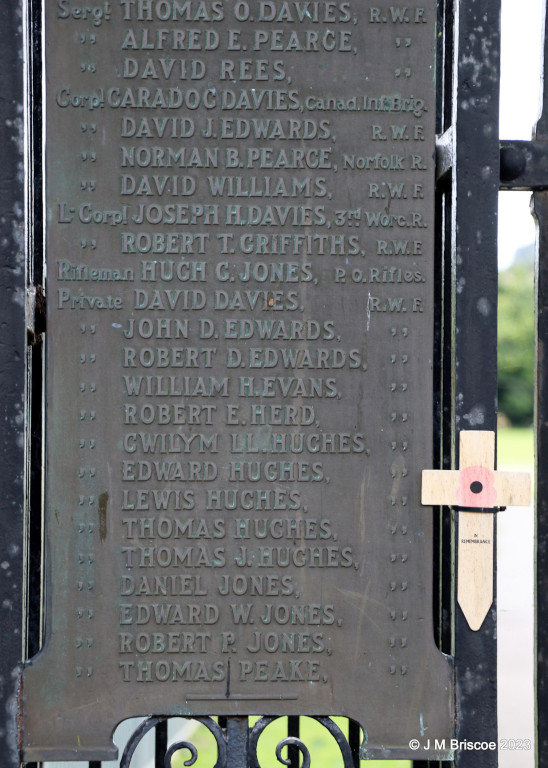 Sergt. THOMAS O. DAVIES, R.W.F.
" ALFRED E. PEARCE, "
" DAVID REES, "
Corpl. CARADOC DAVIES, Canad. Inf. Brig.
" DAVID J. EDWARDS, R.W.F.
" NORMAN B. PEARCE, Norfolk R.
" DAVID WILLIAMS, R.W.F.
L-Corpl. JOSEPH H. DAVIES, 3rd Worc. R.
" ROBERT T. GRIFFITHS, R.W.F.
Rifleman HUGH C. JONES, P.O. Rifles.
Private DAVID DAVIES, R.W.F.
" JOHN D. EDWARDS, "
" ROBERT D. EDWARDS, "
" WILLIAM H. EVANS, "
" ROBERT E. HERD, "
" GWILYM LL. HUGHES, "
" EDWARD HUGHES, "
" LEWIS HUGHES, "
" THOMAS HUGHES, "
" THOMAS J. HUGHES, "
" DANIEL JONES, "
" EDWARD W. JONES, "
" ROBERT P. JONES, "
" THOMAS PEAKE, "
IN
REMEMBRANCE
© J M Briscoe 2023